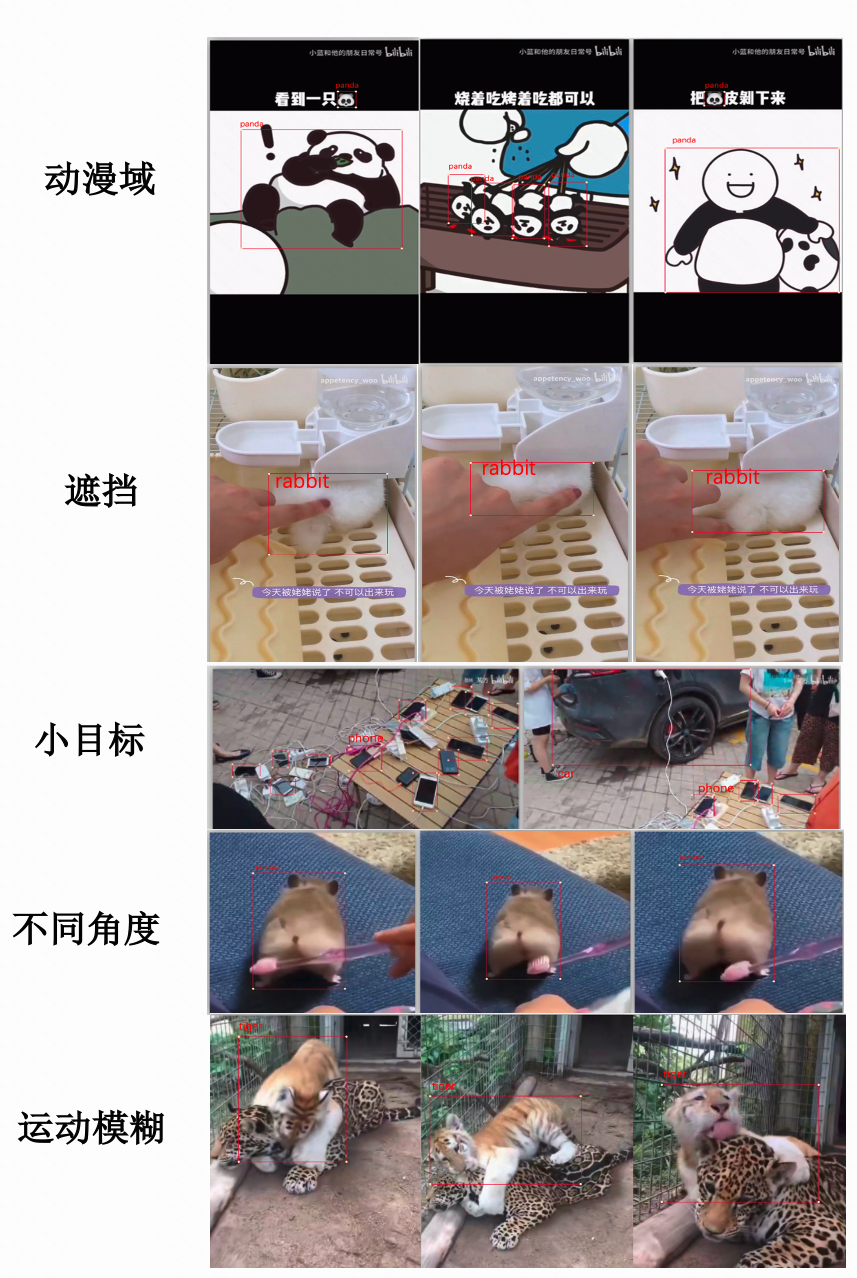 动漫域
小蓝和他的朋友日常号 bilibili
panda
看到一只
panda
小蓝和他的朋友日常号 bilibili
烧着吃烤着吃都可以
panda
panda
panda
小蓝和他的朋友日常号 bilibili
panda
把皮剥下来
panda
遮挡
appetency_woo bilibili
rabbit
今天被姥姥说了 不可以出来玩
appetency_woo bilibili
rabbit
今天被姥姥说了 不可以出来玩
appetency_woo bilibili
rabbit
今天被姥姥说了 不可以出来玩
小目标
bilibili
phone
bilibili
car
phone
不同角度
运动模糊
tiger
tiger
tiger